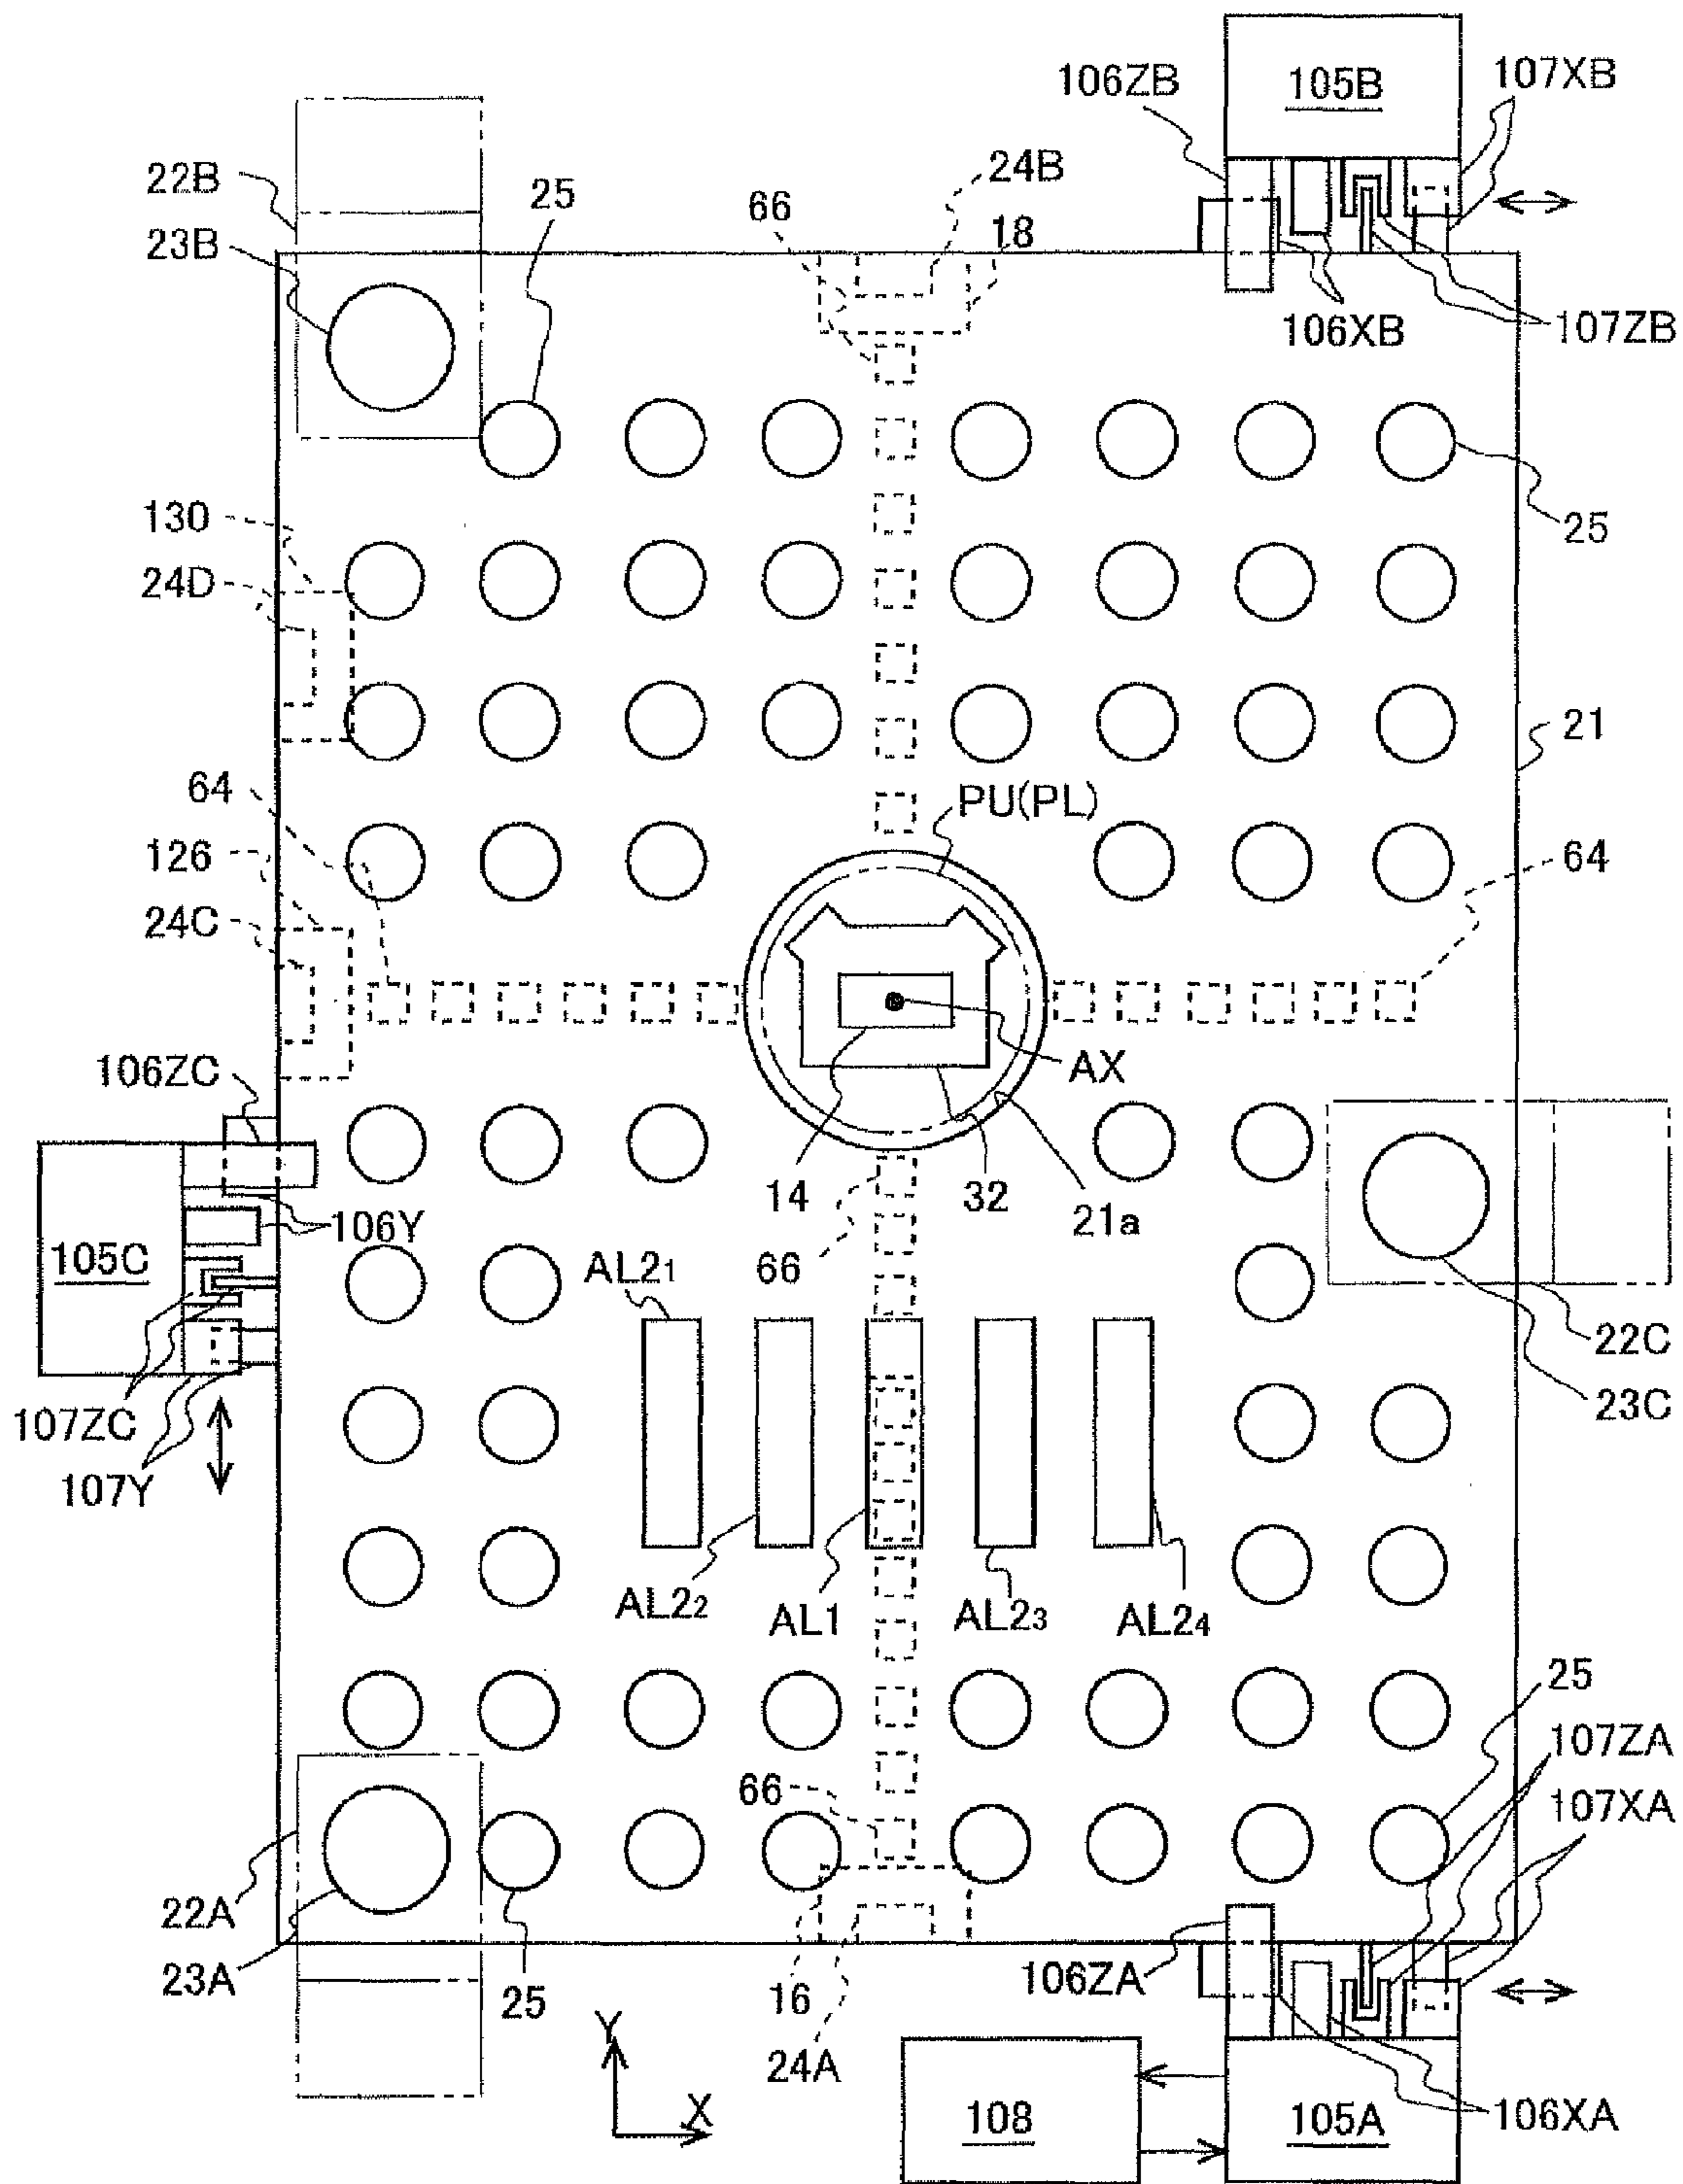 105B
106ZB
107XB
22B
24B
25
66
23B
18
106XB
107ZB
130
25
24D
21
64
PU(PL)
126
64
24C
106ZC
AX
14
32
106Y
21a
105C
66
AL2₁
22C
23C
107ZC
107Y
AL2₂
AL1
AL2₃
AL2₄
25
107ZA
66
107XA
22A
106ZA
23A
25
16
Y
24A
X
108
105A
106XA